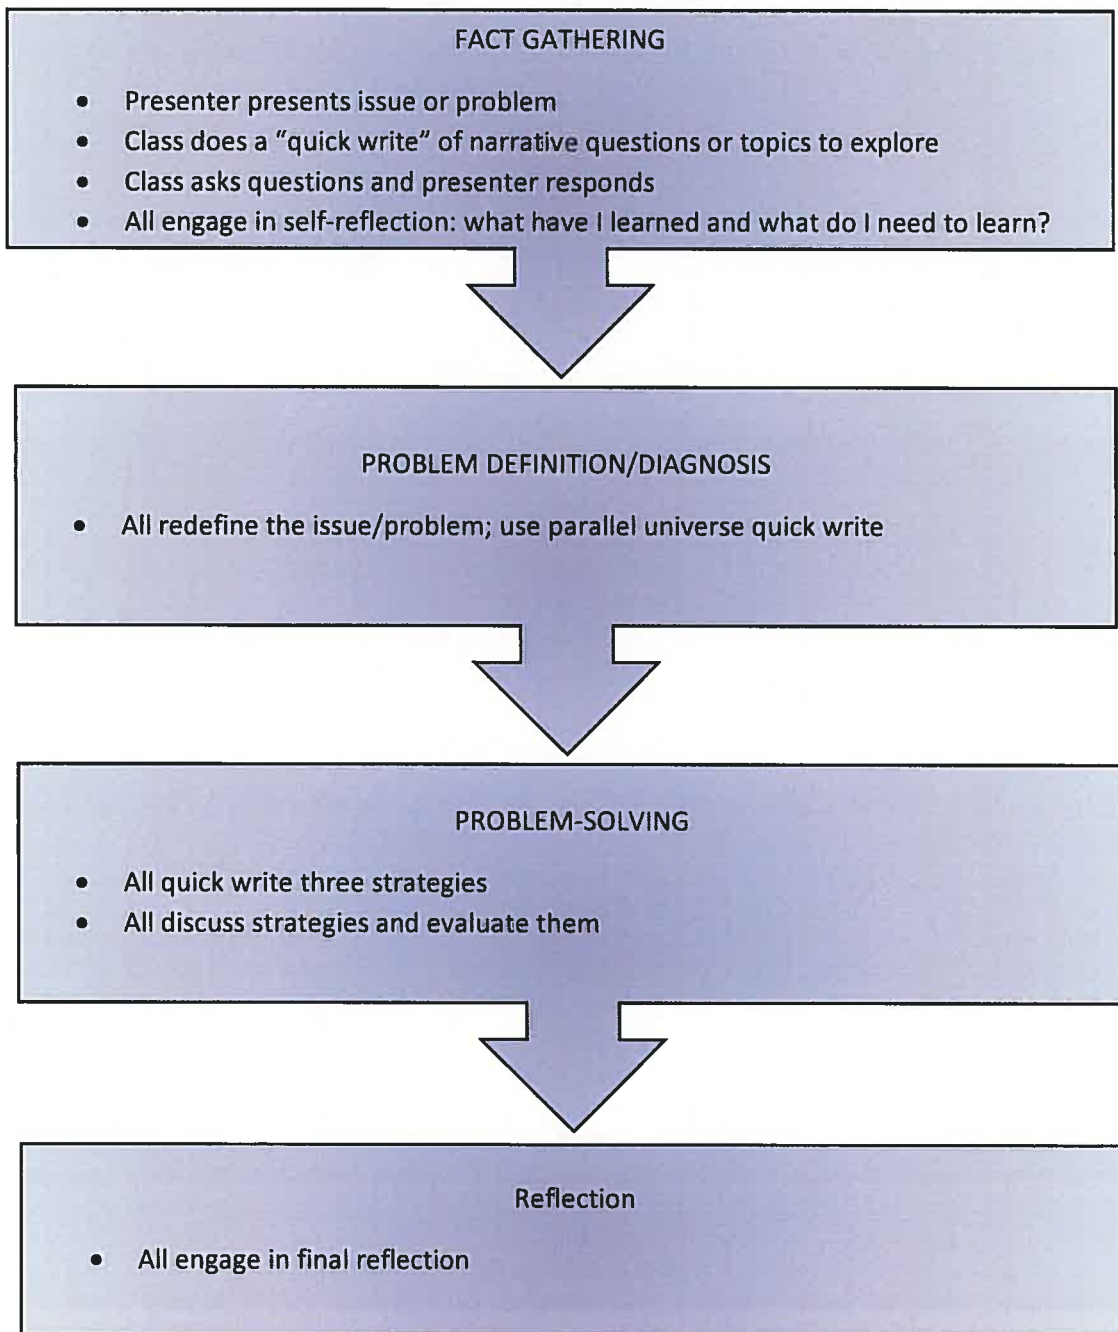 FACT GATHERING
• Presenter presents issue or problem
• Class does a “quick write” of narrative questions or topics to explore
• Class asks questions and presenter responds
• All engage in self-reflection: what have I learned and what do I need to learn?
PROBLEM DEFINITION/DIAGNOSIS
• All redefine the issue/problem; use parallel universe quick write
PROBLEM-SOLVING
• All quick write three strategies
• All discuss strategies and evaluate them
Reflection
• All engage in final reflection